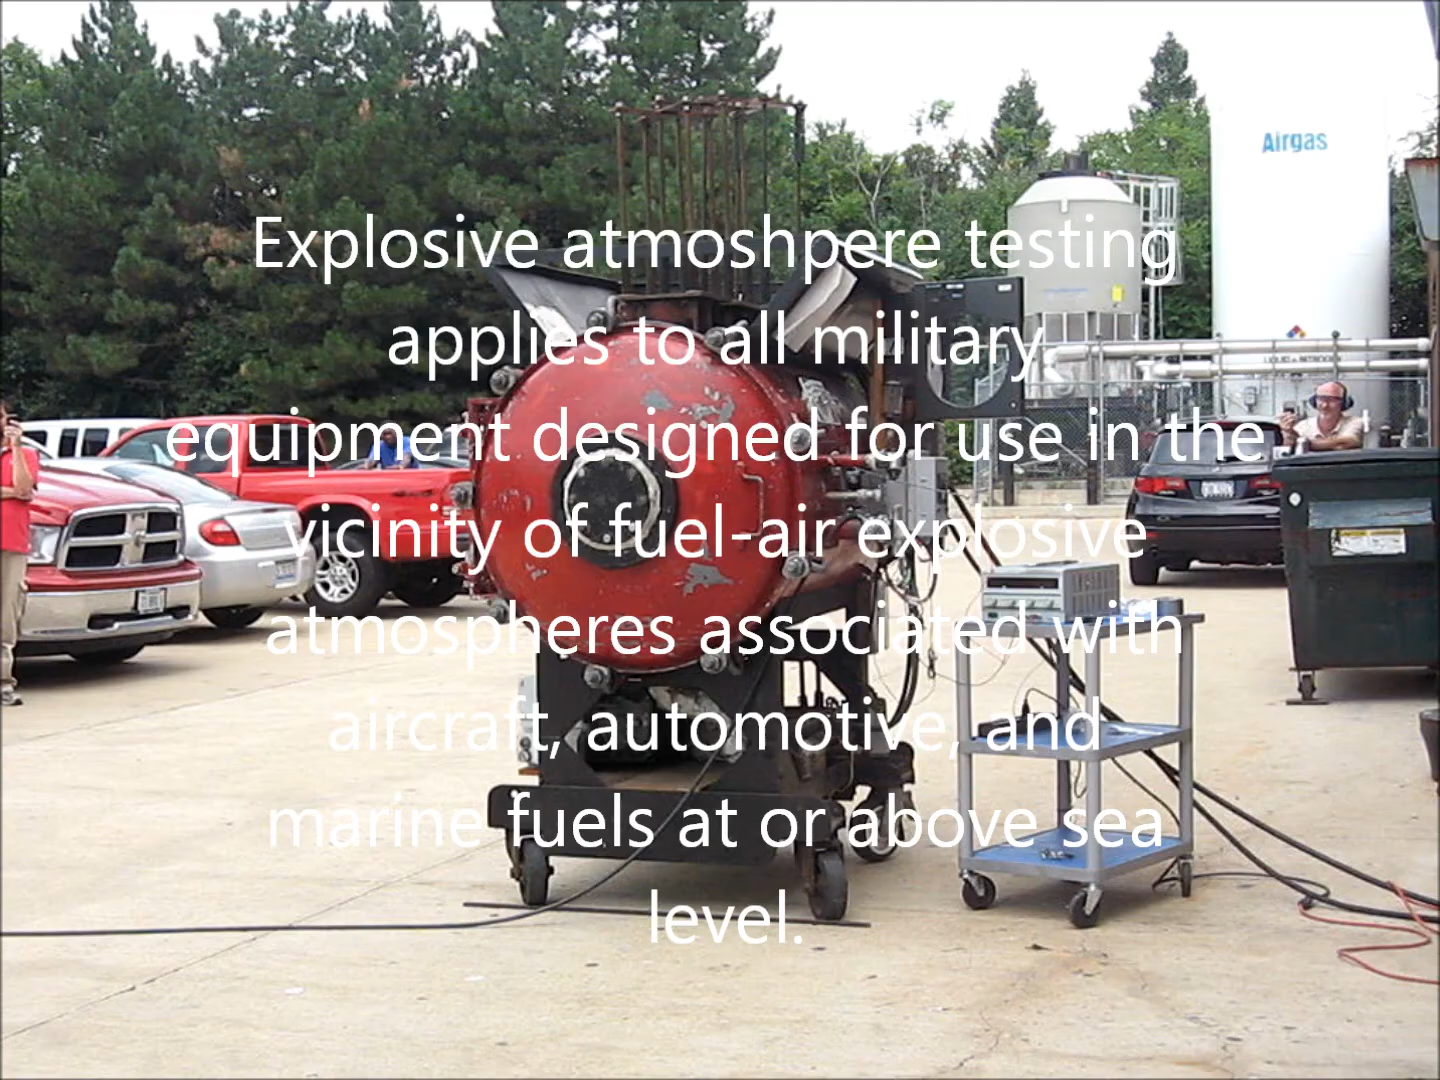 Airgas
Explosive atmoshpere testing
applies to all military
equipment designed for use in the
vicinity of fuel-air explosive
atmospheres associated with
aircraft, automotive, and
marine fuels at or above sea
level.